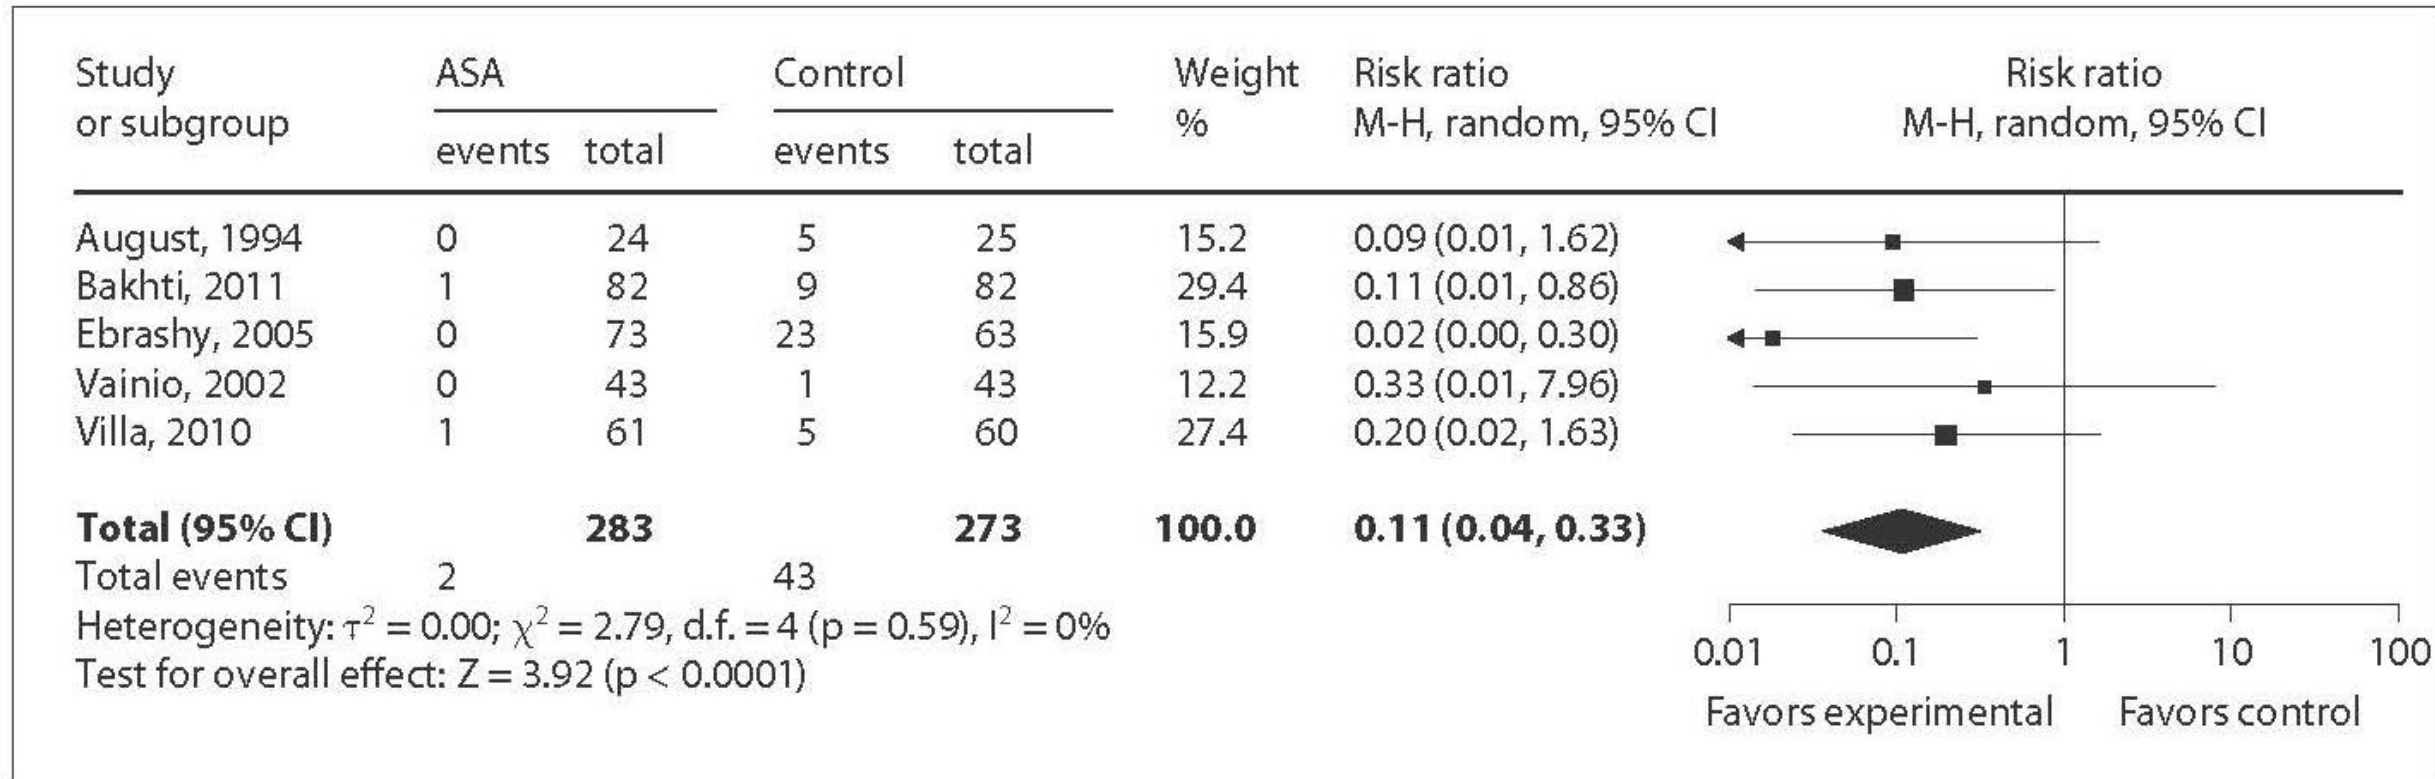 Study ASA Control Weight Risk ratio Risk ratio
or subgroup events total events total % M-H, random, 95% CI M-H, random, 95% CI
August, 1994 0 24 5 25 15.2 0.09 (0.01, 1.62)
Bakhti, 2011 1 82 9 82 29.4 0.11 (0.01, 0.86)
Ebrashy, 2005 0 73 23 63 15.9 0.02 (0.00, 0.30)
Vainio, 2002 0 43 1 43 12.2 0.33 (0.01, 7.96)
Villa, 2010 1 61 5 60 27.4 0.20 (0.02, 1.63)
Total (95% CI) 283 273 100.0 0.11 (0.04, 0.33)
Total events 2 43
Heterogeneity: τ² = 0.00; χ² = 2.79, d.f. = 4 (p = 0.59), I² = 0%
Test for overall effect: Z = 3.92 (p < 0.0001)
0.01 0.1 1 10 100
Favors experimental Favors control